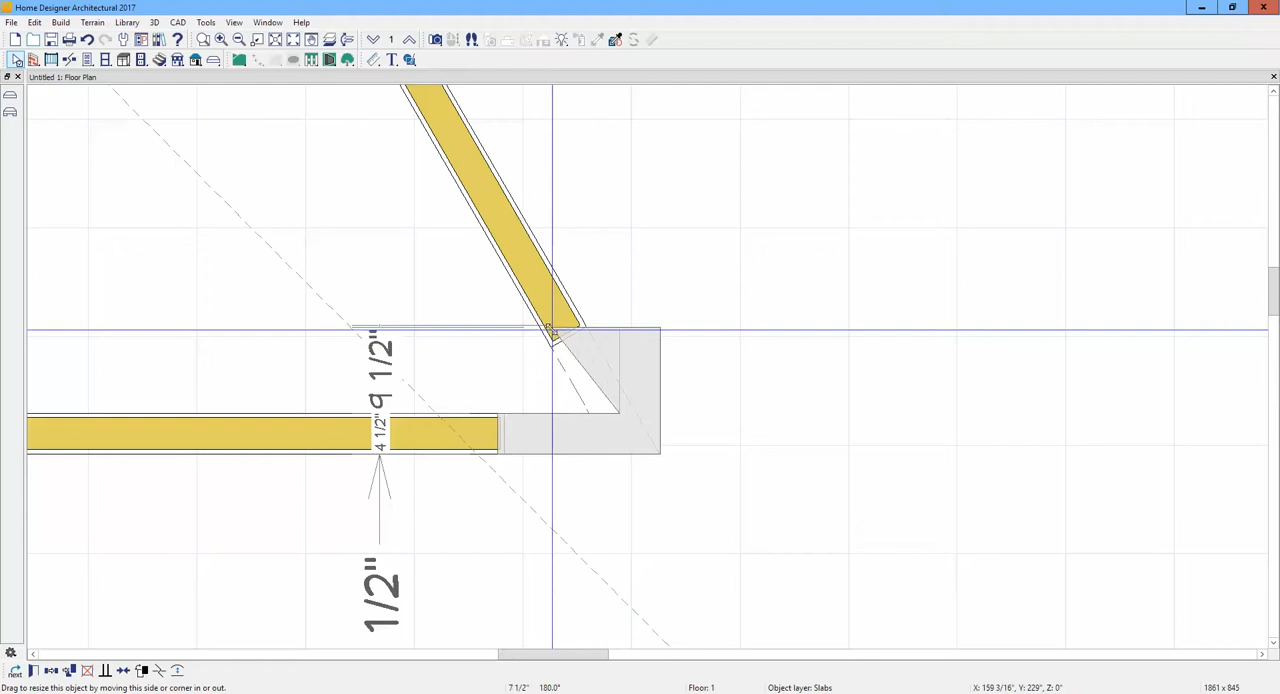 Home Designer Architectural 2017
File Edit Build Terrain Library 3D CAD Tools View Window Help
1
Untitled 1: Floor Plan
9 1/2"
4 1/2"
1/2"
next
Drag to resize this object by moving this side or corner in or out. 7 1/2" 180.0° Floor: 1 Object layer: Slabs X: 159 3/16", Y: 229", Z: 0" 1861 x 845